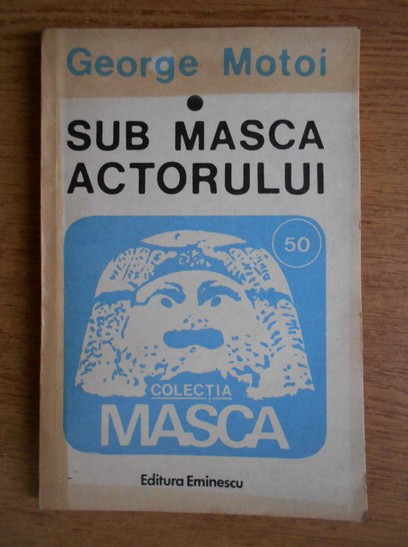 George Motoi
SUB MASCA
ACTORULUI
50
COLECȚIA
MASCA
Editura Eminescu